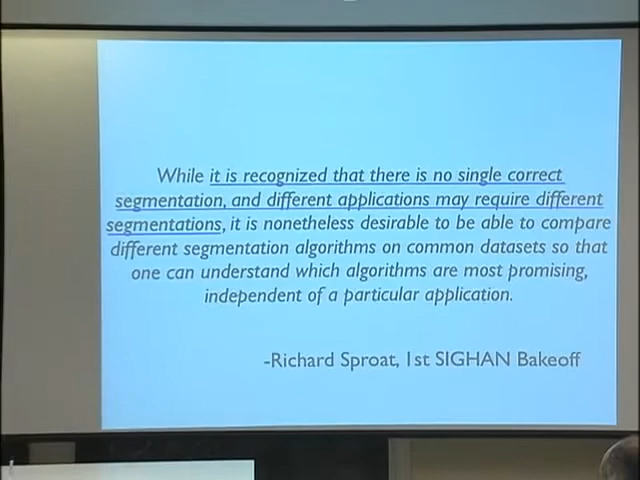 While it is recognized that there is no single correct
segmentation, and different applications may require different
segmentations, it is nonetheless desirable to be able to compare
different segmentation algorithms on common datasets so that
one can understand which algorithms are most promising,
independent of a particular application.
-Richard Sproat, 1st SIGHAN Bakeoff